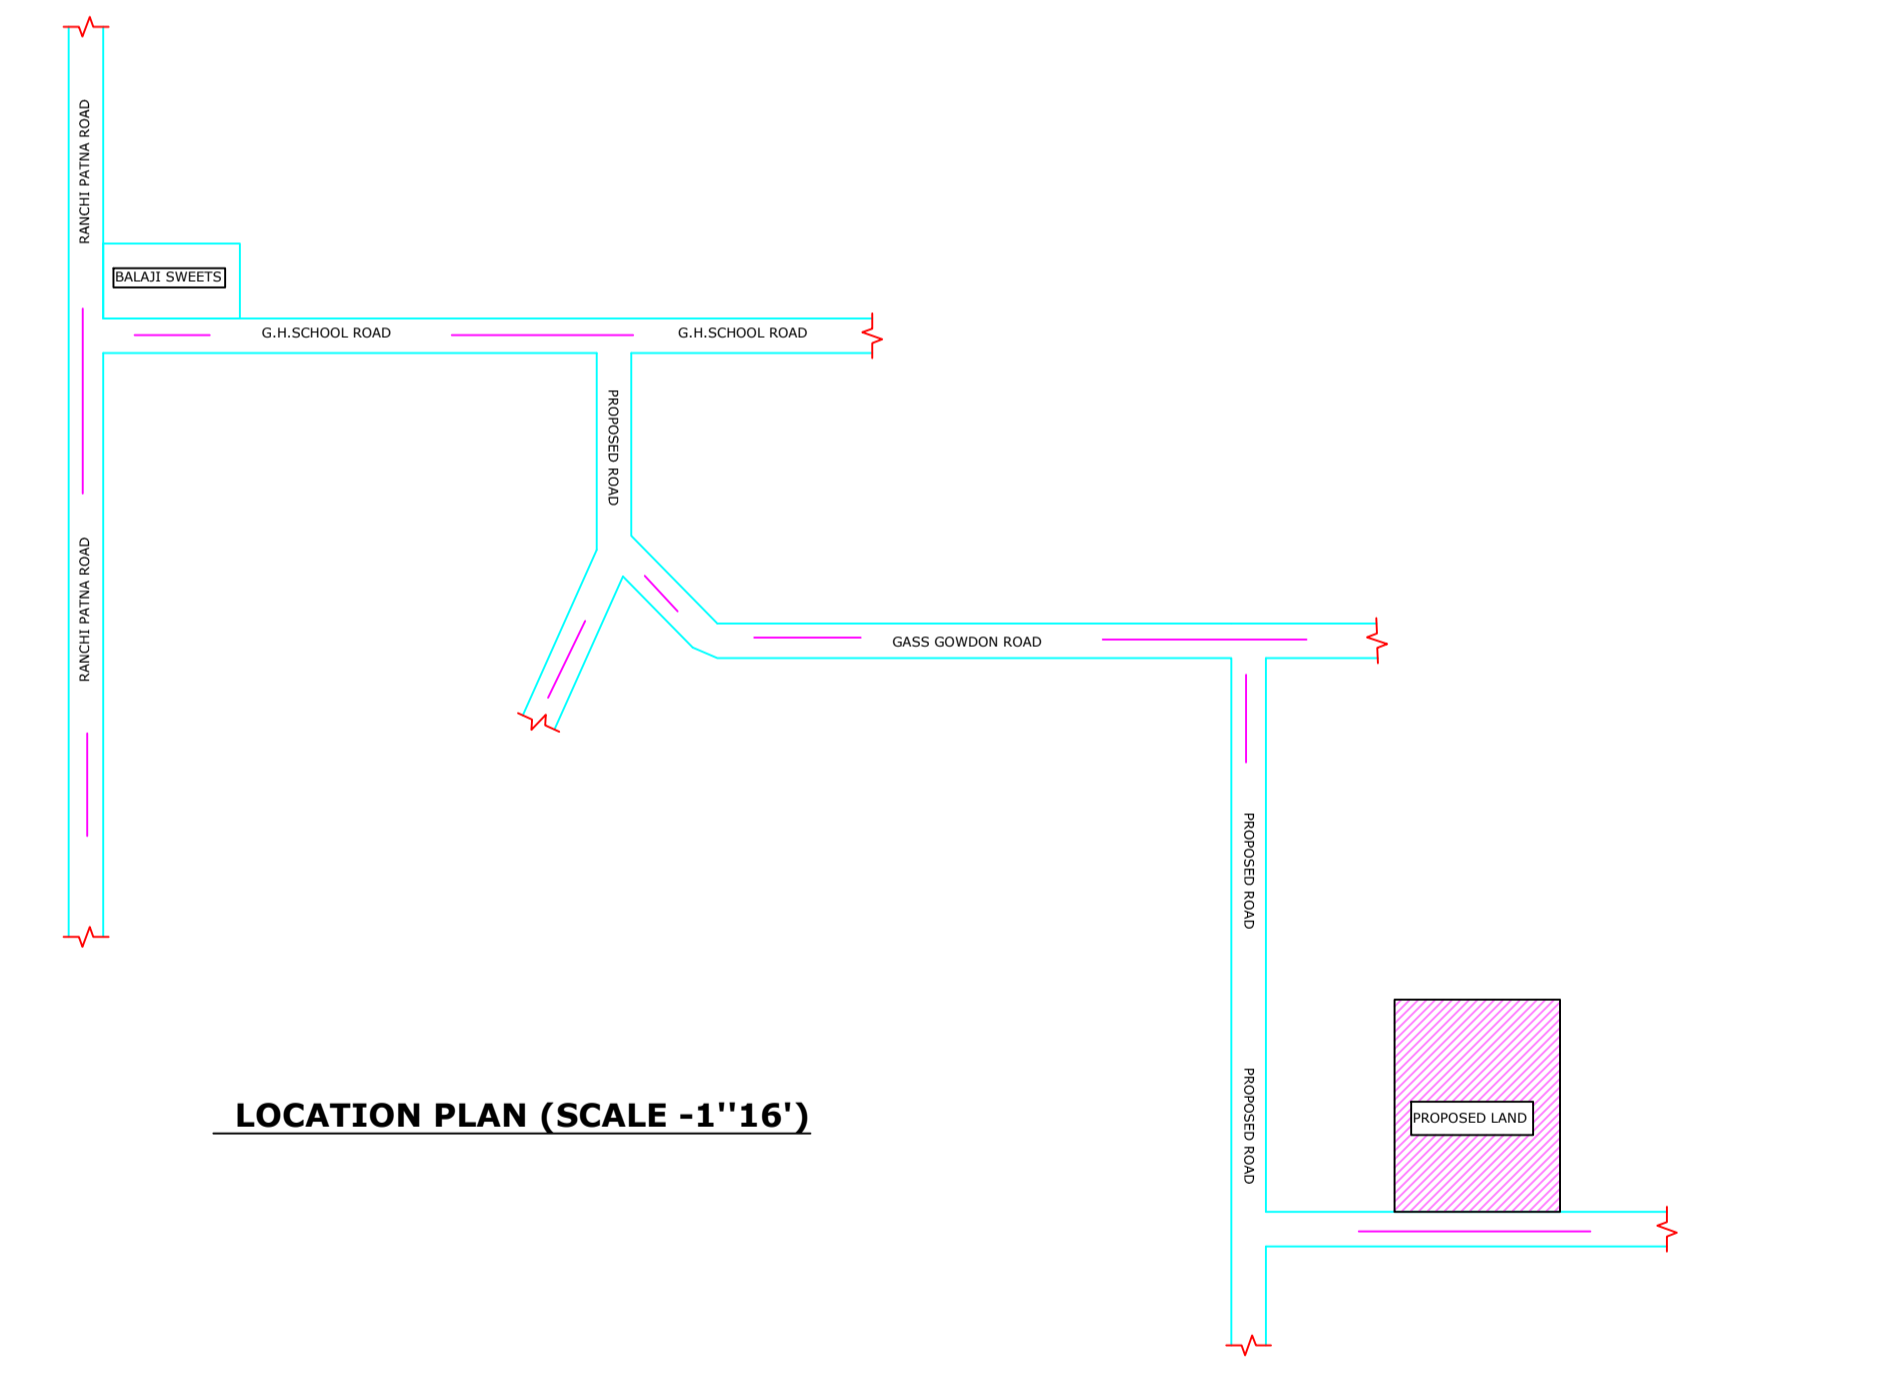 RANCHI PATNA ROAD
BALAJI SWEETS
G.H.SCHOOL ROAD
G.H.SCHOOL ROAD
PROPOSED ROAD
RANCHI PATNA ROAD
GASS GOWDON ROAD
PROPOSED ROAD
PROPOSED ROAD
PROPOSED LAND
LOCATION PLAN (SCALE -1''16')